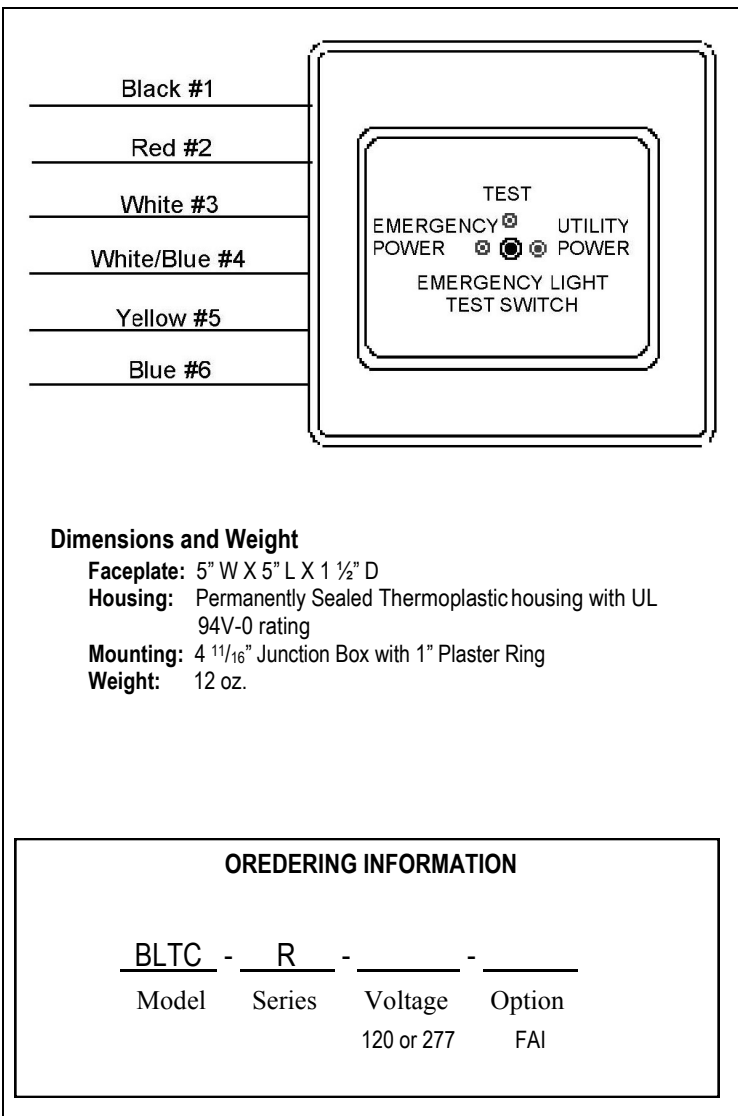 Black #1
Red #2
White #3
White/Blue #4
Yellow #5
Blue #6
TEST
EMERGENCY UTILITY
POWER POWER
EMERGENCY LIGHT
TEST SWITCH
Dimensions and Weight
Faceplate: 5” W X 5” L X 1 ½” D
Housing: Permanently Sealed Thermoplastic housing with UL
94V-0 rating
Mounting: 4 11/16” Junction Box with 1” Plaster Ring
Weight: 12 oz.
OREDERING INFORMATION
BLTC - R - -
Model Series Voltage Option
120 or 277 FAI